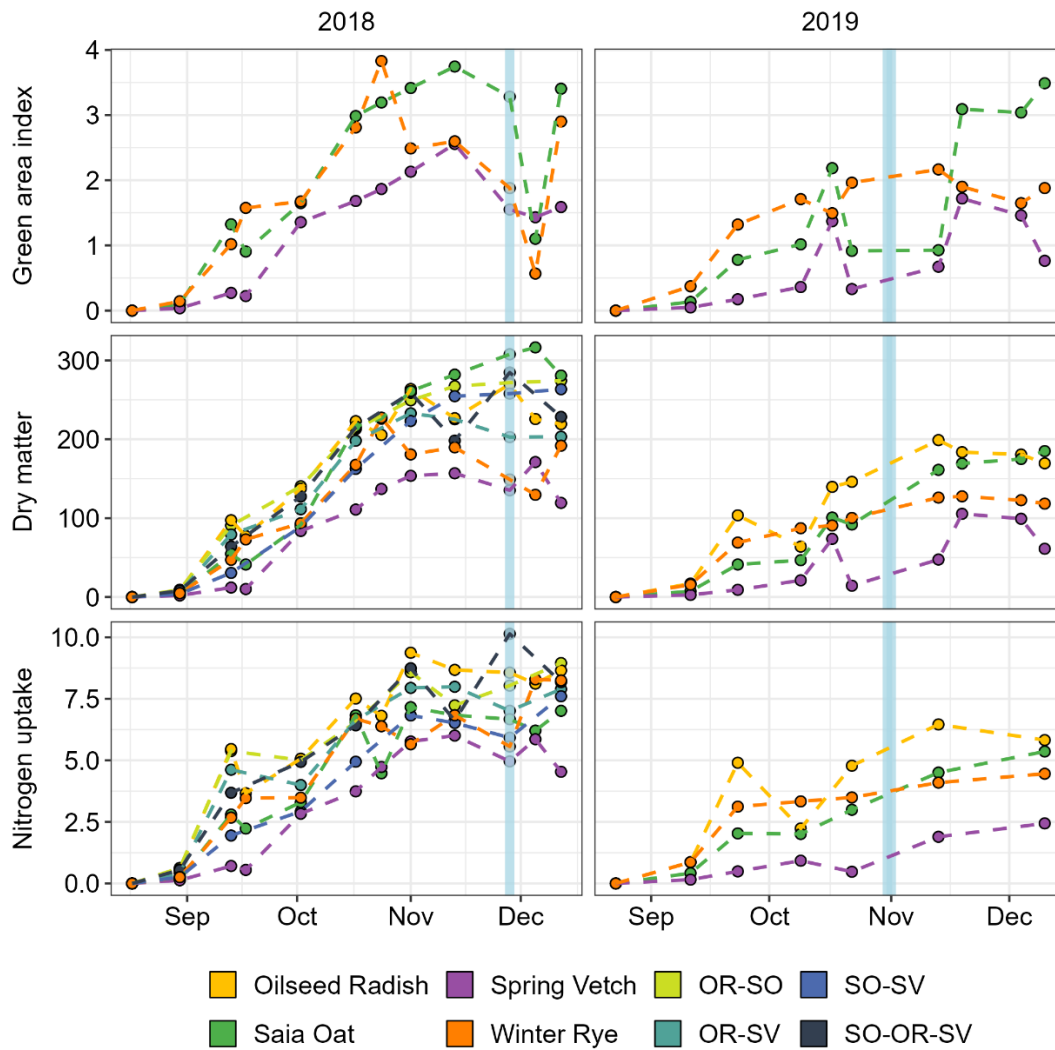 2018 2019
Green area index
4
3
2
1
0
Dry matter
300
200
100
0
Nitrogen uptake
10.0
7.5
5.0
2.5
0.0
Sep Oct Nov Dec Sep Oct Nov Dec
Oilseed Radish Spring Vetch OR-SO SO-SV
Saia Oat Winter Rye OR-SV SO-OR-SV